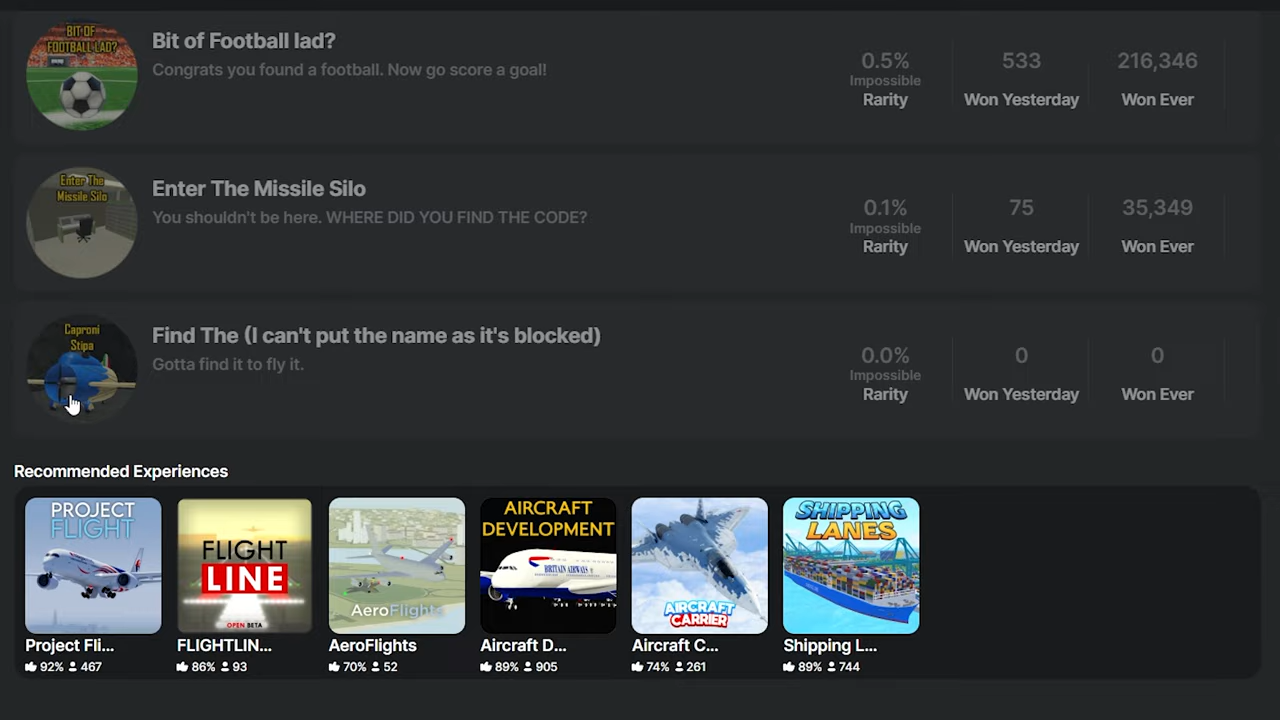 BIT OF
FOOTBALL LAD?
Bit of Football lad?
Congrats you found a football. Now go score a goal!
0.5%
Impossible
Rarity
533
Won Yesterday
216,346
Won Ever
Enter The
Missile Silo
Enter The Missile Silo
You shouldn't be here. WHERE DID YOU FIND THE CODE?
0.1%
Impossible
Rarity
75
Won Yesterday
35,349
Won Ever
Caproni
Stipa
Find The (I can't put the name as it's blocked)
Gotta find it to fly it.
0.0%
Impossible
Rarity
0
Won Yesterday
0
Won Ever
Recommended Experiences
PROJECT
FLIGHT
Project Fli...
92% 467
FLIGHT
LINE
OPEN BETA
FLIGHTLIN...
86% 93
AeroFlights
AeroFlights
70% 52
AIRCRAFT
DEVELOPMENT
BRITAIN AIRWAYS
Aircraft D...
89% 905
AIRCRAFT
CARRIER
Aircraft C...
74% 261
SHIPPING
LANES
Shipping L...
89% 744